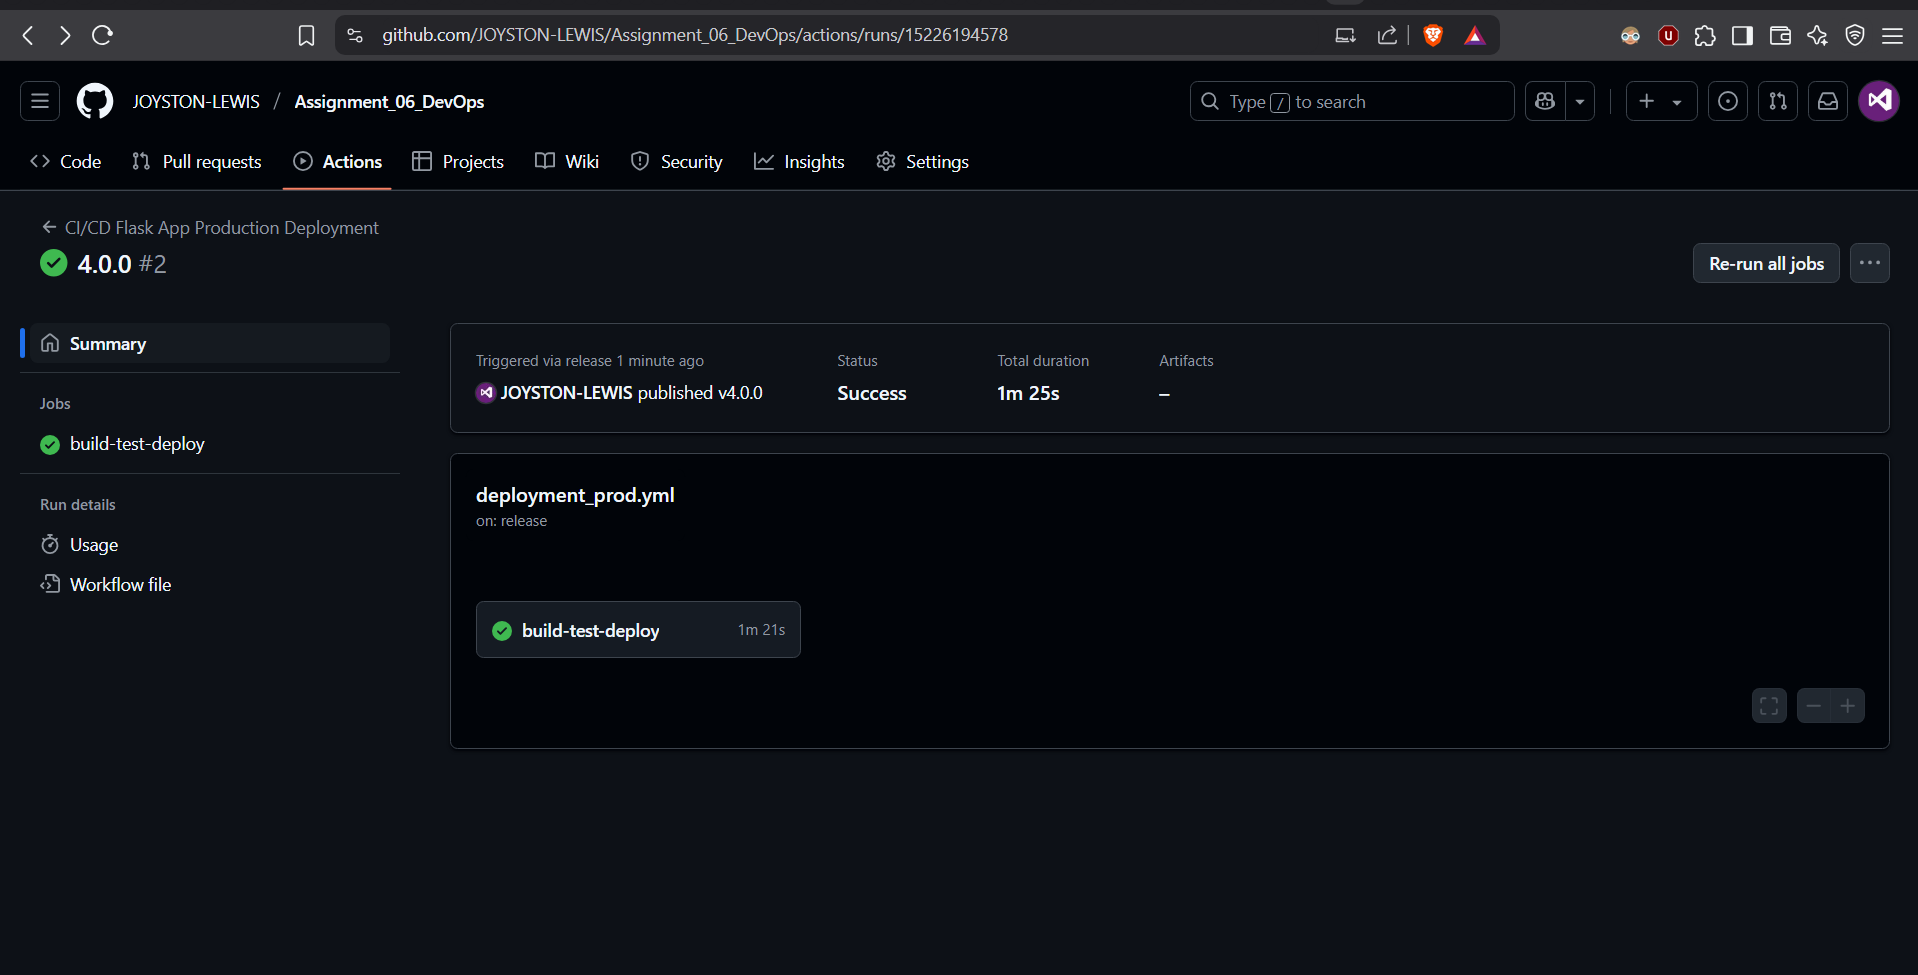 github.com/JOYSTON-LEWIS/Assignment_06_DevOps/actions/runs/15226194578
JOYSTON-LEWIS / Assignment_06_DevOps
Type / to search
Code Pull requests Actions Projects Wiki Security Insights Settings
CI/CD Flask App Production Deployment
4.0.0 #2
Re-run all jobs
Summary
Jobs
build-test-deploy
Run details
Usage
Workflow file
Triggered via release 1 minute ago Status Total duration Artifacts
JOYSTON-LEWIS published v4.0.0 Success 1m 25s –
deployment_prod.yml
on: release
build-test-deploy 1m 21s